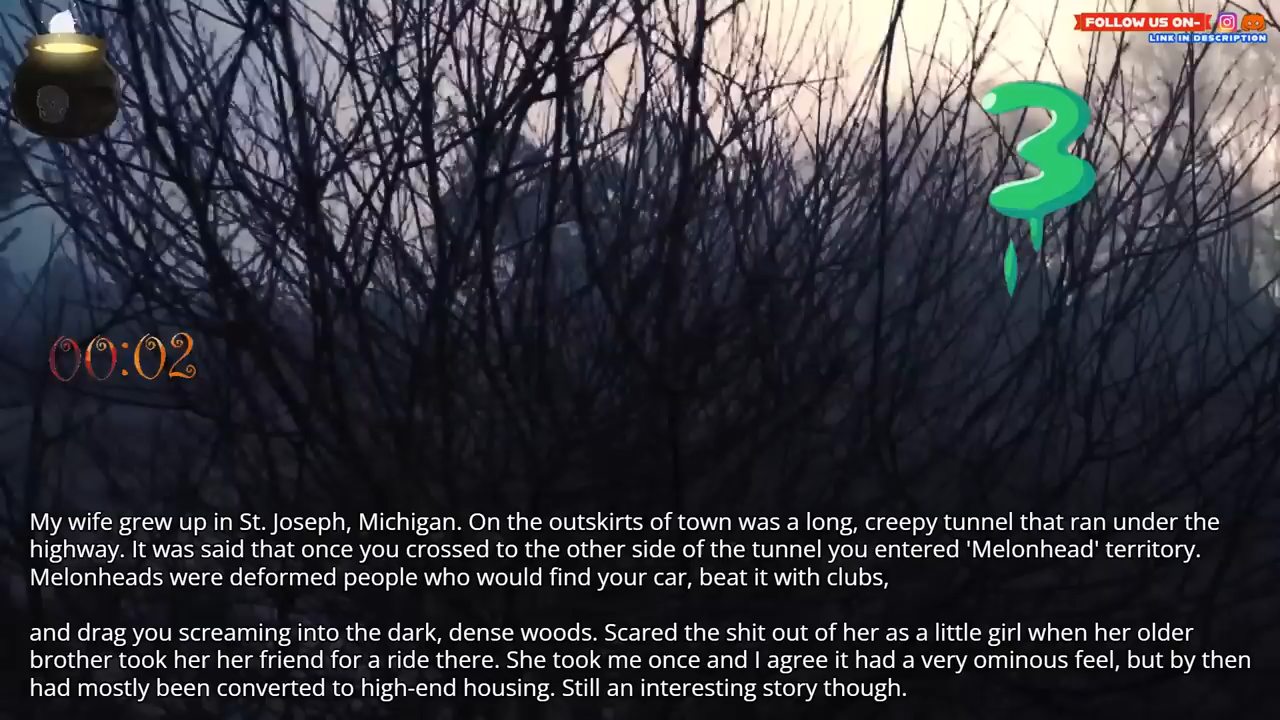 FOLLOW US ON-
LINK IN DESCRIPTION
3
00:02
My wife grew up in St. Joseph, Michigan. On the outskirts of town was a long, creepy tunnel that ran under the
highway. It was said that once you crossed to the other side of the tunnel you entered 'Melonhead' territory.
Melonheads were deformed people who would find your car, beat it with clubs,
and drag you screaming into the dark, dense woods. Scared the shit out of her as a little girl when her older
brother took her her friend for a ride there. She took me once and I agree it had a very ominous feel, but by then
had mostly been converted to high-end housing. Still an interesting story though.